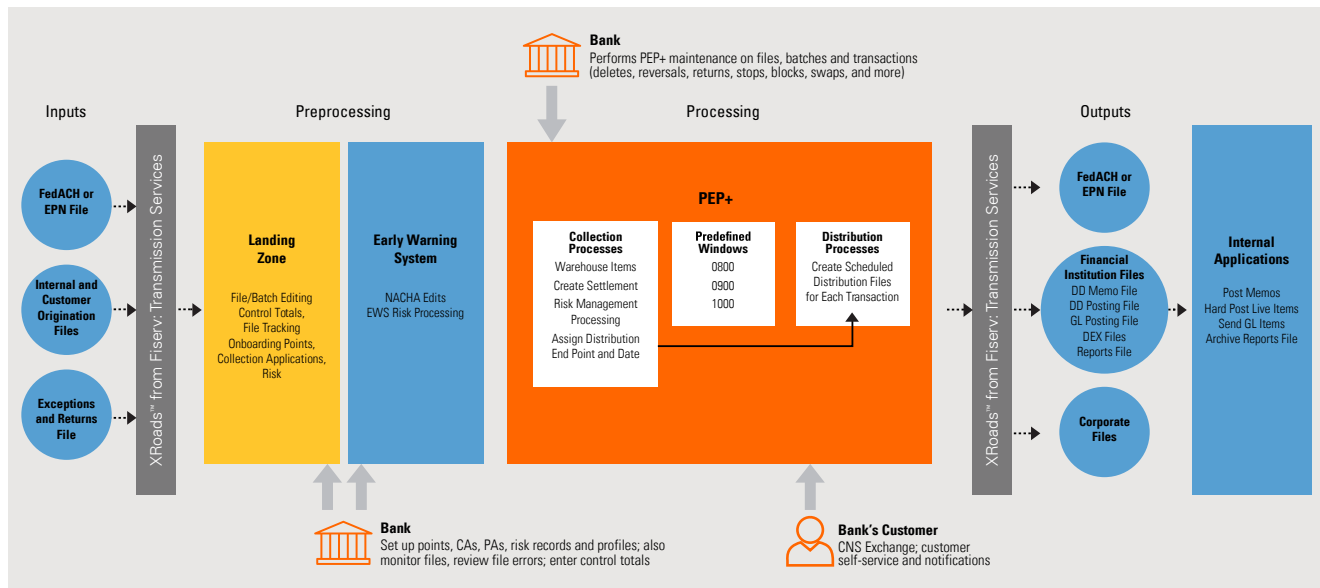 Bank
Performs PEP+ maintenance on files, batches and transactions
(deletes, reversals, returns, stops, blocks, swaps, and more)
Inputs
Preprocessing
Processing
Outputs
FedACH or
EPN File
Internal and
Customer
Origination
Files
Exceptions
and Returns
File
XRoads™ from Fiserv: Transmission Services
Landing
Zone
File/Batch Editing
Control Totals,
File Tracking
Onboarding Points,
Collection Applications,
Risk
Early Warning
System
NACHA Edits
EWS Risk Processing
PEP+
Collection
Processes
Warehouse Items
Create Settlement
Risk Management
Processing
Assign Distribution
End Point and Date
Predefined
Windows
0800
0900
1000
Distribution
Processes
Create Scheduled
Distribution Files
for Each Transaction
XRoads™ from Fiserv: Transmission Services
FedACH or
EPN File
Financial
Institution Files
DD Memo File
DD Posting File
GL Posting File
DEX Files
Reports File
Corporate
Files
Internal
Applications
Post Memos
Hard Post Live Items
Send GL Items
Archive Reports File
Bank
Set up points, CAs, PAs, risk records and profiles; also
monitor files, review file errors; enter control totals
Bank's Customer
CNS Exchange; customer
self-service and notifications